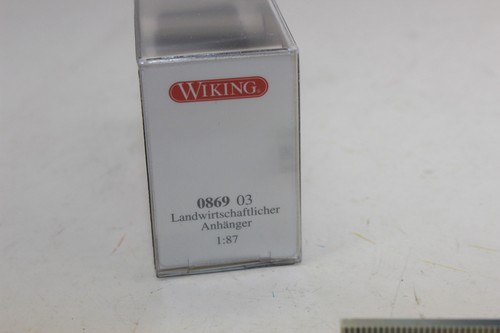 WIKING®
0869 03
Landwirtschaftlicher
Anhänger
1:87